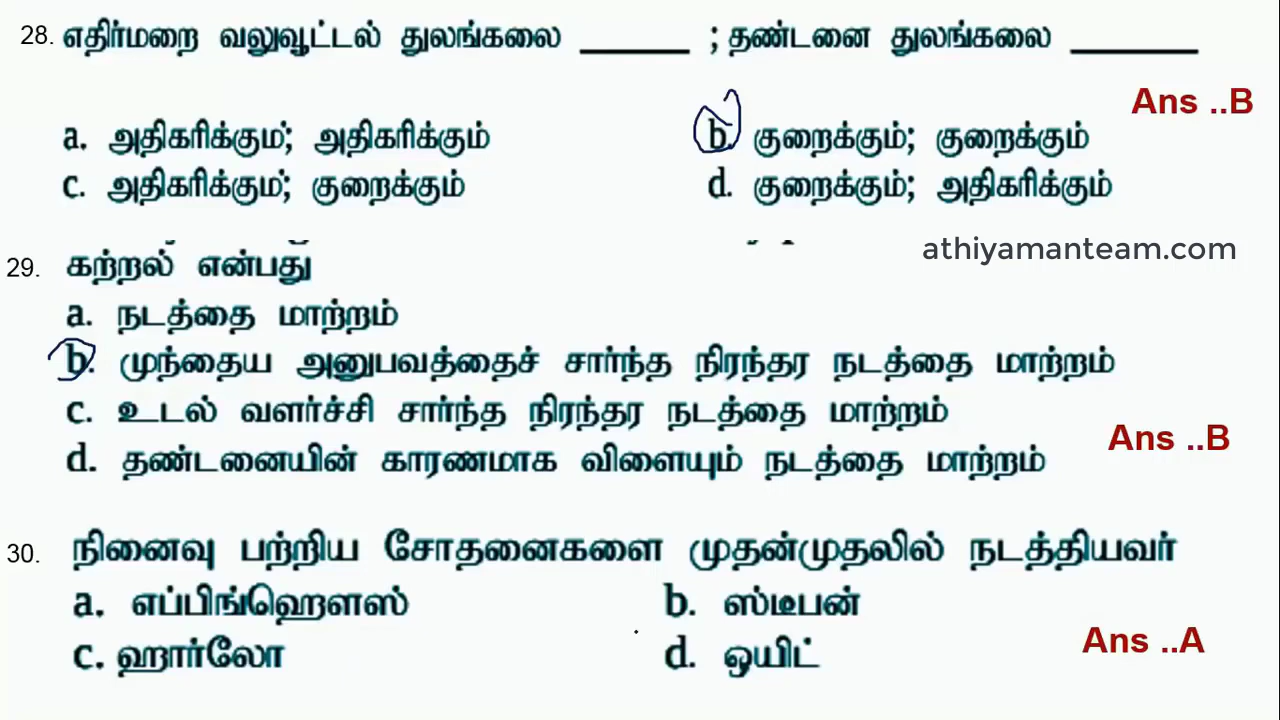 28. எதிர்மறை வலுவூட்டல் துலங்கலை ______ ; தண்டனை துலங்கலை ______
Ans ..B
a. அதிகரிக்கும்; அதிகரிக்கும் b. குறைக்கும்; குறைக்கும்
c. அதிகரிக்கும்; குறைக்கும் d. குறைக்கும்; அதிகரிக்கும்
athiyamanteam.com
29. கற்றல் என்பது
a. நடத்தை மாற்றம்
b. முந்தைய அனுபவத்தைச் சார்ந்த நிரந்தர நடத்தை மாற்றம்
c. உடல் வளர்ச்சி சார்ந்த நிரந்தர நடத்தை மாற்றம்
Ans ..B
d. தண்டனையின் காரணமாக விளையும் நடத்தை மாற்றம்
30. நினைவு பற்றிய சோதனைகளை முதன்முதலில் நடத்தியவர்
a. எப்பிங்ஹௌஸ் b. ஸ்டீபன்
Ans ..A
c. ஹார்லோ d. ஒயிட்